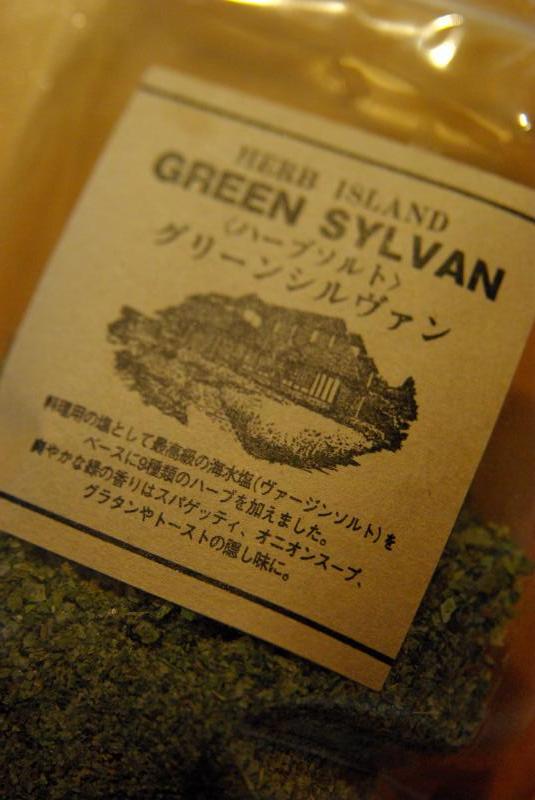 HERB ISLAND
GREEN SYLVAN
〈ハーブソルト〉
グリーンシルヴァン
料理用の塩として最高級の海水塩(ヴァージンソルト)を
ベースに9種類のハーブを加えました。
爽やかな緑の香りはスパゲッティ、オニオンスープ、
グラタンやトーストの隠し味に。